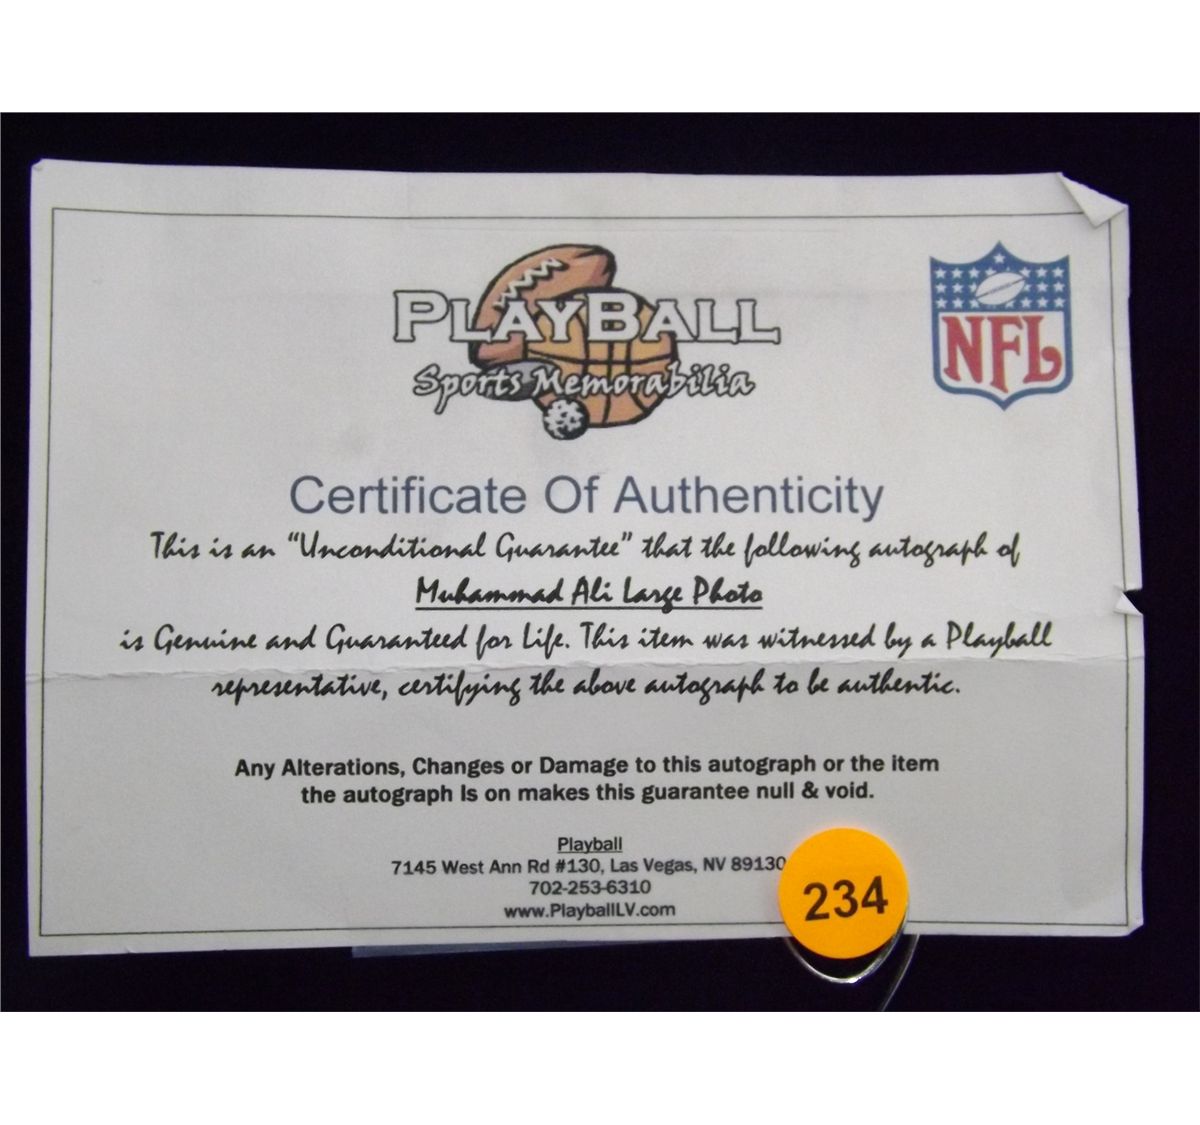 PLAYBALL
Sports Memorabilia
NFL
Certificate Of Authenticity
This is an "Unconditional Guarantee" that the following autograph of
Muhammad Ali Large Photo
is Genuine and Guaranteed for Life. This item was witnessed by a Playball
representative, certifying the above autograph to be authentic.
Any Alterations, Changes or Damage to this autograph or the item
the autograph Is on makes this guarantee null & void.
Playball
7145 West Ann Rd #130, Las Vegas, NV 89130
702-253-6310
www.PlayballLV.com
234